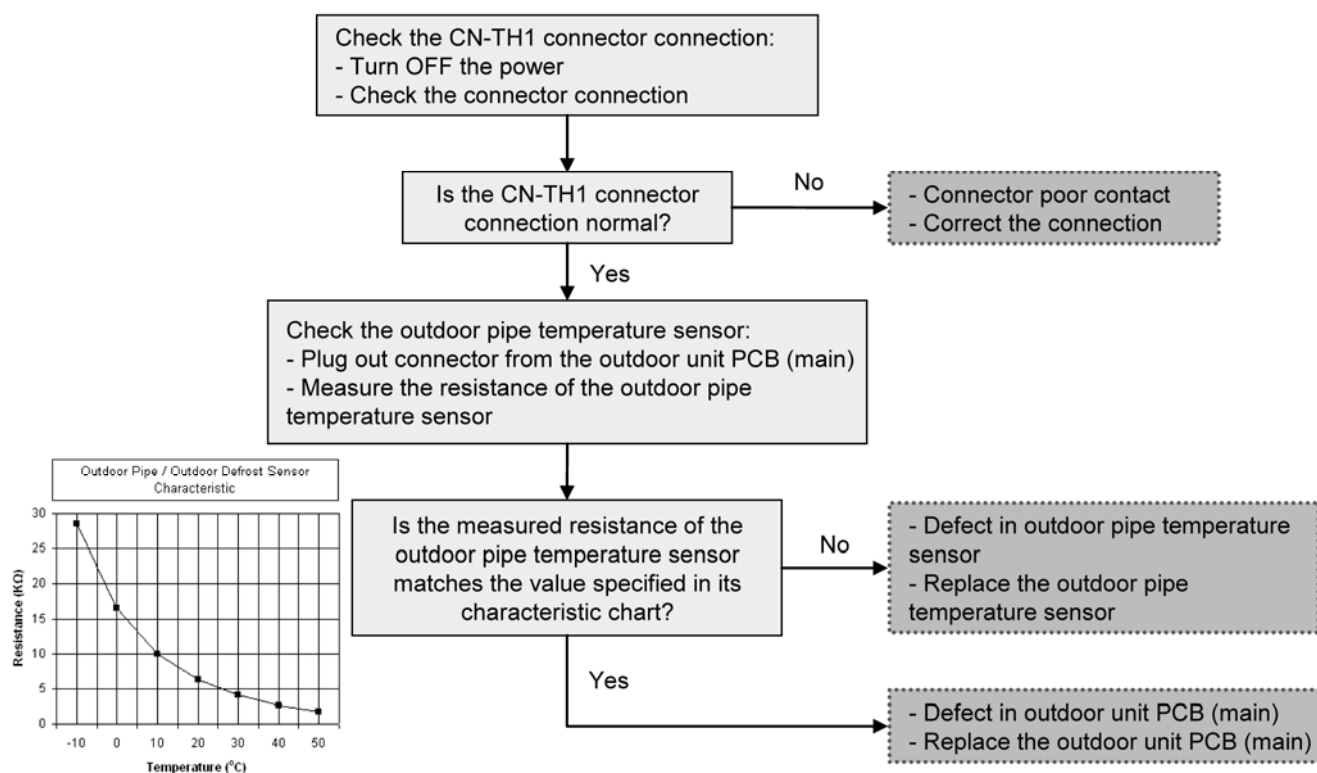 Check the CN-TH1 connector connection:
- Turn OFF the power
- Check the connector connection
Is the CN-TH1 connector
connection normal?
No
- Connector poor contact
- Correct the connection
Yes
Check the outdoor pipe temperature sensor:
- Plug out connector from the outdoor unit PCB (main)
- Measure the resistance of the outdoor pipe
temperature sensor
Outdoor Pipe / Outdoor Defrost Sensor
Characteristic
Resistance (KΩ)
30
25
20
15
10
5
0
-10 0 10 20 30 40 50
Temperature (°C)
Is the measured resistance of the
outdoor pipe temperature sensor
matches the value specified in its
characteristic chart?
No
- Defect in outdoor pipe temperature
sensor
- Replace the outdoor pipe
temperature sensor
Yes
- Defect in outdoor unit PCB (main)
- Replace the outdoor unit PCB (main)